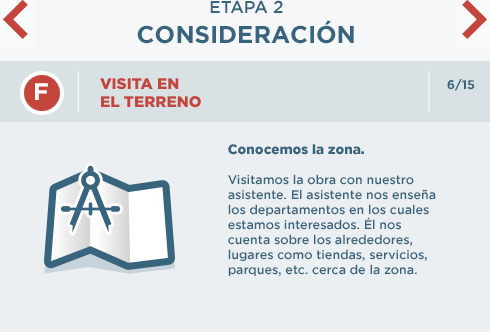 ETAPA 2
CONSIDERACIÓN
F
VISITA EN
EL TERRENO
6/15
Conocemos la zona.
Visitamos la obra con nuestro
asistente. El asistente nos enseña
los departamentos en los cuales
estamos interesados. Él nos
cuenta sobre los alrededores,
lugares como tiendas, servicios,
parques, etc. cerca de la zona.